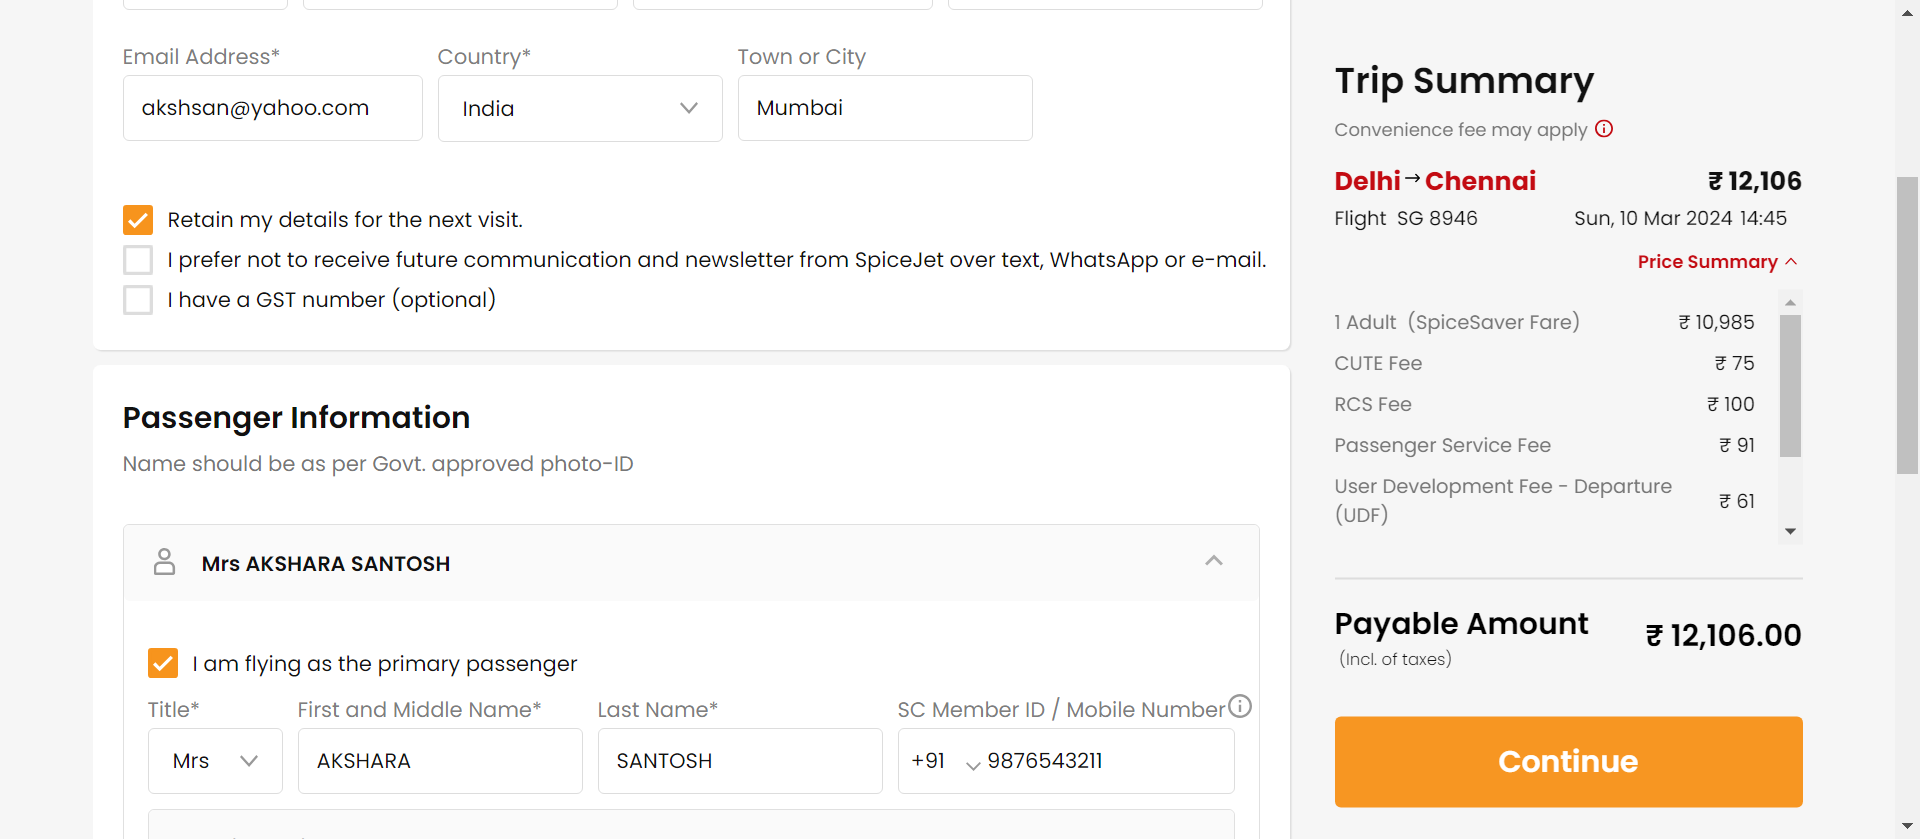 Email Address*
Country*
Town or City
akshsan@yahoo.com
India
Mumbai
Retain my details for the next visit.
I prefer not to receive future communication and newsletter from SpiceJet over text, WhatsApp or e-mail.
I have a GST number (optional)
Passenger Information
Name should be as per Govt. approved photo-ID
Mrs AKSHARA SANTOSH
I am flying as the primary passenger
Title*
First and Middle Name*
Last Name*
SC Member ID / Mobile Number
Mrs
AKSHARA
SANTOSH
+91 9876543211
Trip Summary
Convenience fee may apply
Delhi → Chennai ₹ 12,106
Flight SG 8946 Sun, 10 Mar 2024 14:45
Price Summary
1 Adult (SpiceSaver Fare) ₹ 10,985
CUTE Fee ₹ 75
RCS Fee ₹ 100
Passenger Service Fee ₹ 91
User Development Fee - Departure
(UDF) ₹ 61
Payable Amount ₹ 12,106.00
(Incl. of taxes)
Continue